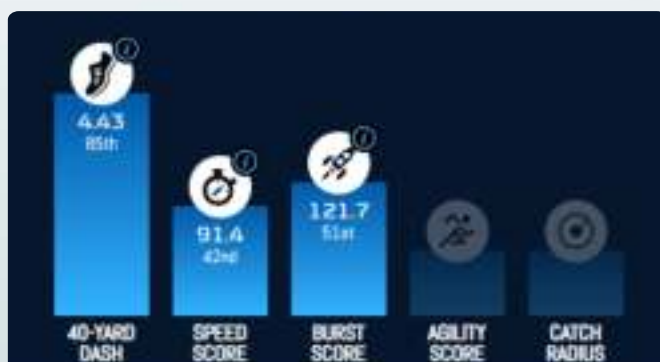 4.43
85th
91.4
42nd
121.7
51st
40-YARD
DASH
SPEED
SCORE
BURST
SCORE
AGILITY
SCORE
CATCH
RADIUS